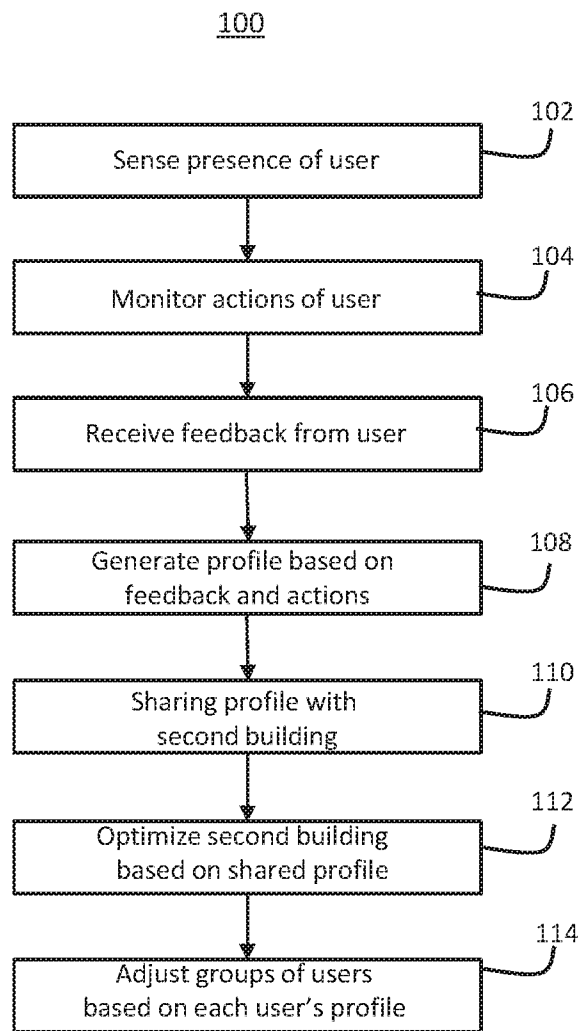 100
102
Sense presence of user
104
Monitor actions of user
106
Receive feedback from user
108
Generate profile based on
feedback and actions
110
Sharing profile with
second building
112
Optimize second building
based on shared profile
114
Adjust groups of users
based on each user's profile